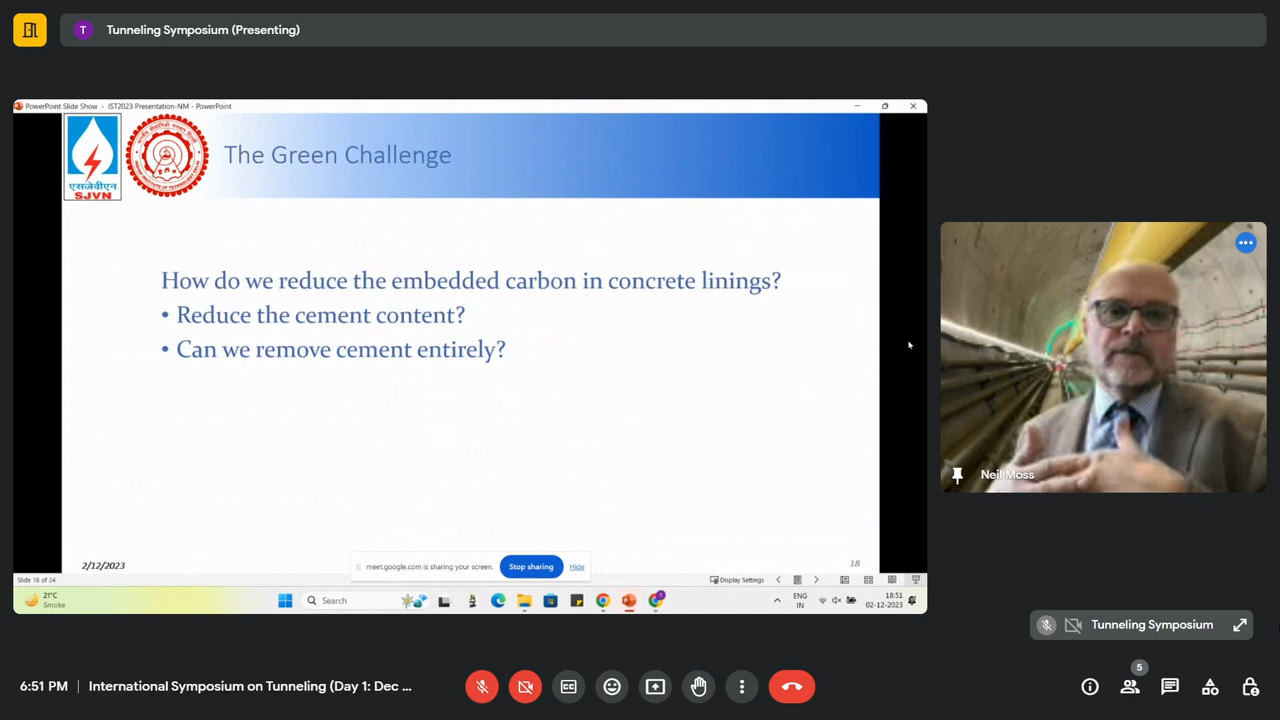 T Tunneling Symposium (Presenting)
PowerPoint Slide Show - IST2023 Presentation-NM - PowerPoint
एसजेवीएन
SJVN
The Green Challenge
How do we reduce the embedded carbon in concrete linings?
• Reduce the cement content?
• Can we remove cement entirely?
Neil Moss
2/12/2023
meet.google.com is sharing your screen.
Stop sharing
Hide
18
Slide 18 of 24
Display Settings
21°C
Smoke
Search
ENG
IN
18:51
02-12-2023
Tunneling Symposium
5
6:51 PM | International Symposium on Tunneling (Day 1: Dec ...